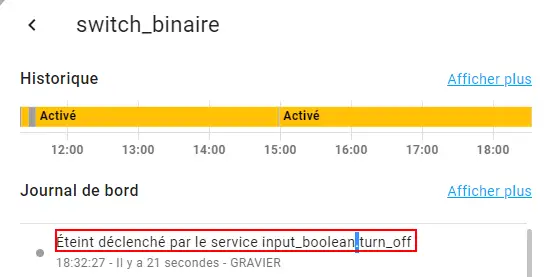 switch_binaire
Historique Afficher plus
Activé Activé
12:00 13:00 14:00 15:00 16:00 17:00 18:00
Journal de bord Afficher plus
Éteint déclenché par le service input_boolean.turn_off
18:32:27 - Il y a 21 secondes - GRAVIER